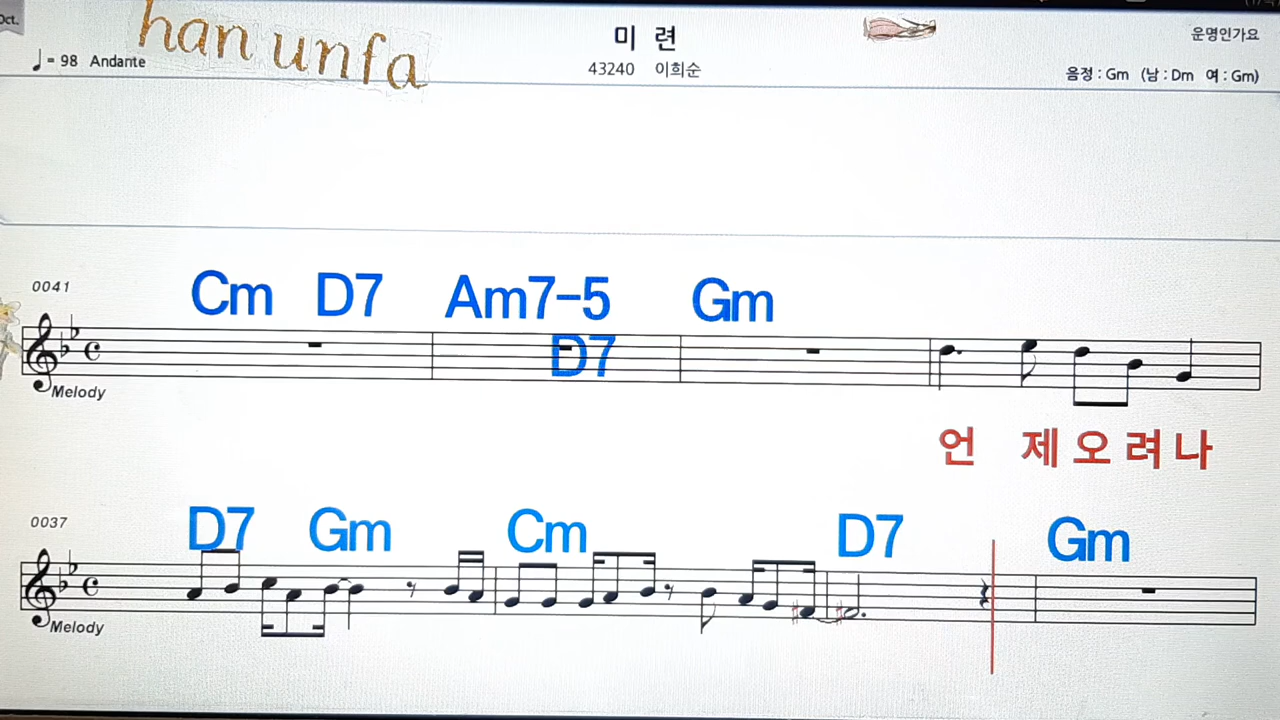 Oct.
han unfa
미 련
운명인가요
♩= 98 Andante
43240 이희순
음정 : Gm (남 : Dm 여 : Gm)
0041
Cm D7 Am7-5 Gm
D7
Melody
언 제 오 려 나
0037
D7 Gm Cm D7 Gm
Melody